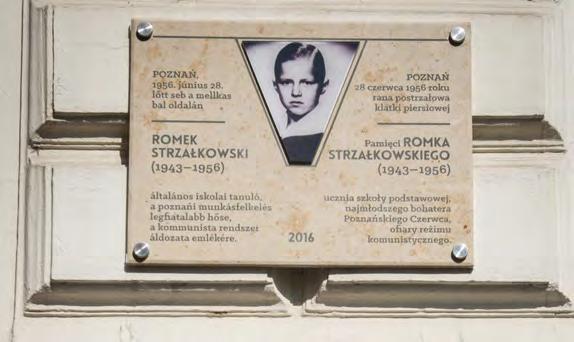 POZNAŃ,
1956. június 28.
lőtt seb a mellkas
bal oldalán
ROMEK
STRZAŁKOWSKI
(1943–1956)
általános iskolai tanuló,
a poznańi munkásfelkelés
legfiatalabb hőse,
a kommunista rendszer
áldozata emlékére.
2016
POZNAŃ
28 czerwca 1956 roku
rana postrzałowa
klatki piersiowej
Pamięci ROMKA
STRZAŁKOWSKIEGO
(1943–1956)
ucznia szkoły podstawowej,
najmłodszego bohatera
Poznańskiego Czerwca,
ofiary reżimu
komunistycznego.